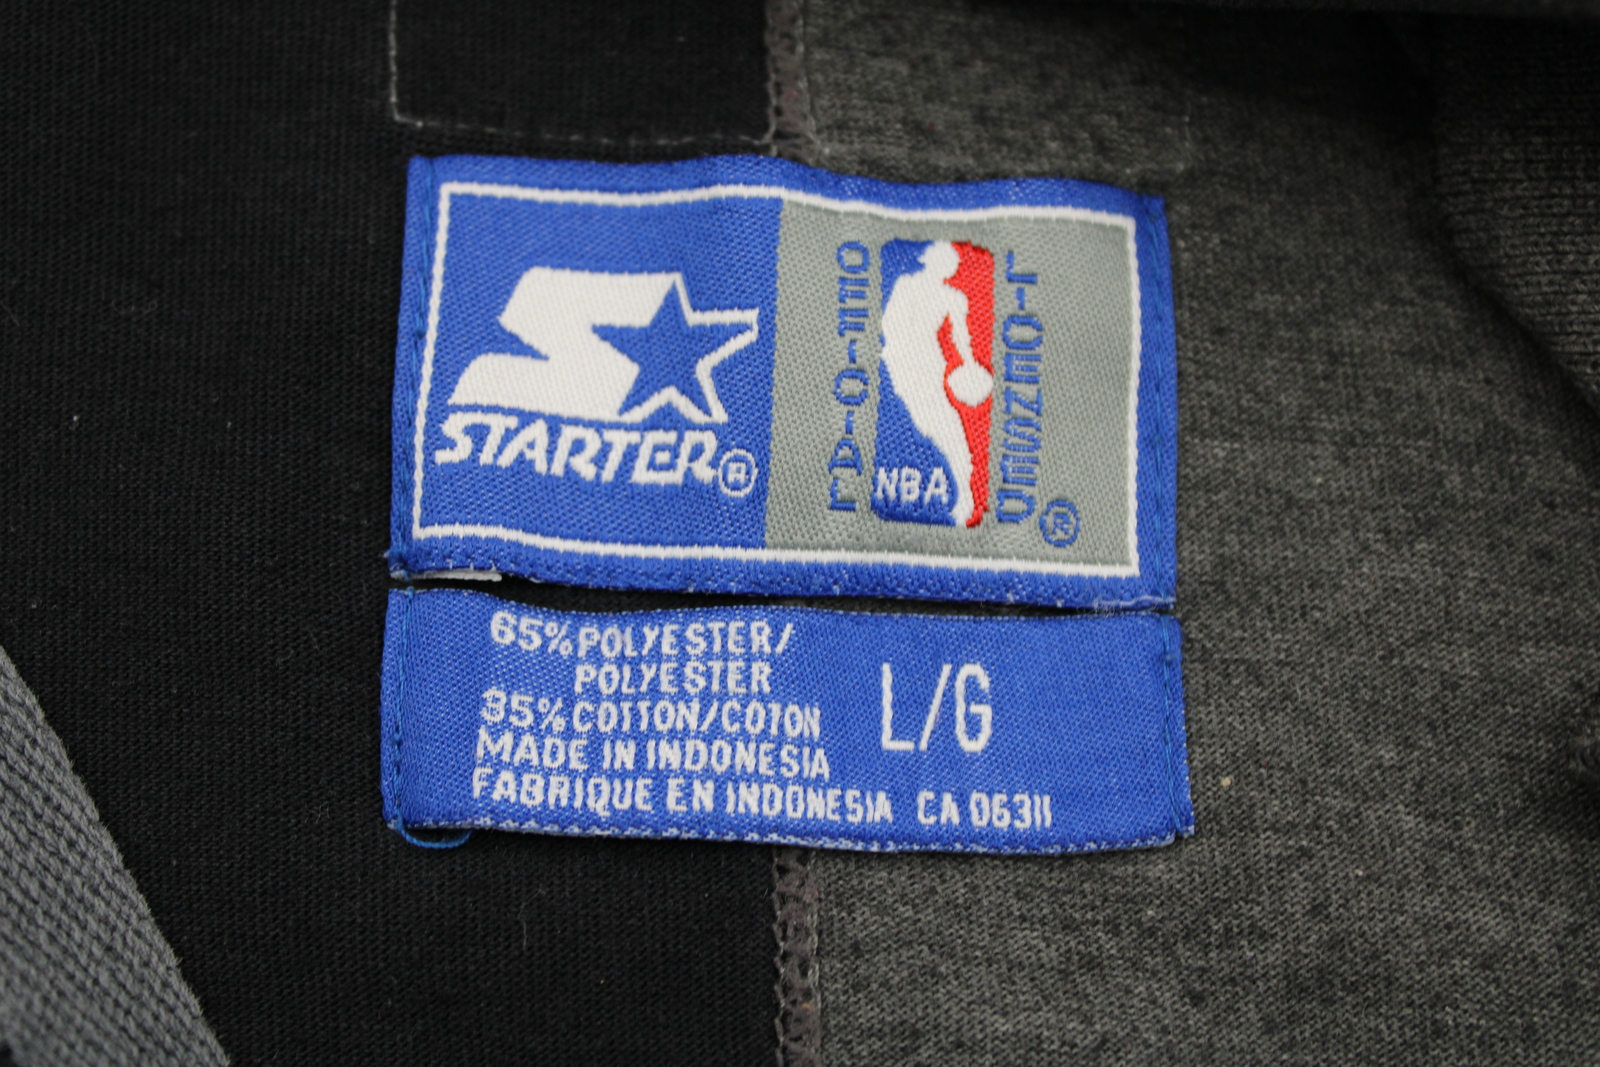 STARTER®
OFFICIAL
NBA
LICENSED
®
65% POLYESTER/
POLYESTER
35% COTTON/COTON
MADE IN INDONESIA
FABRIQUE EN INDONESIA CA 06311
L/G